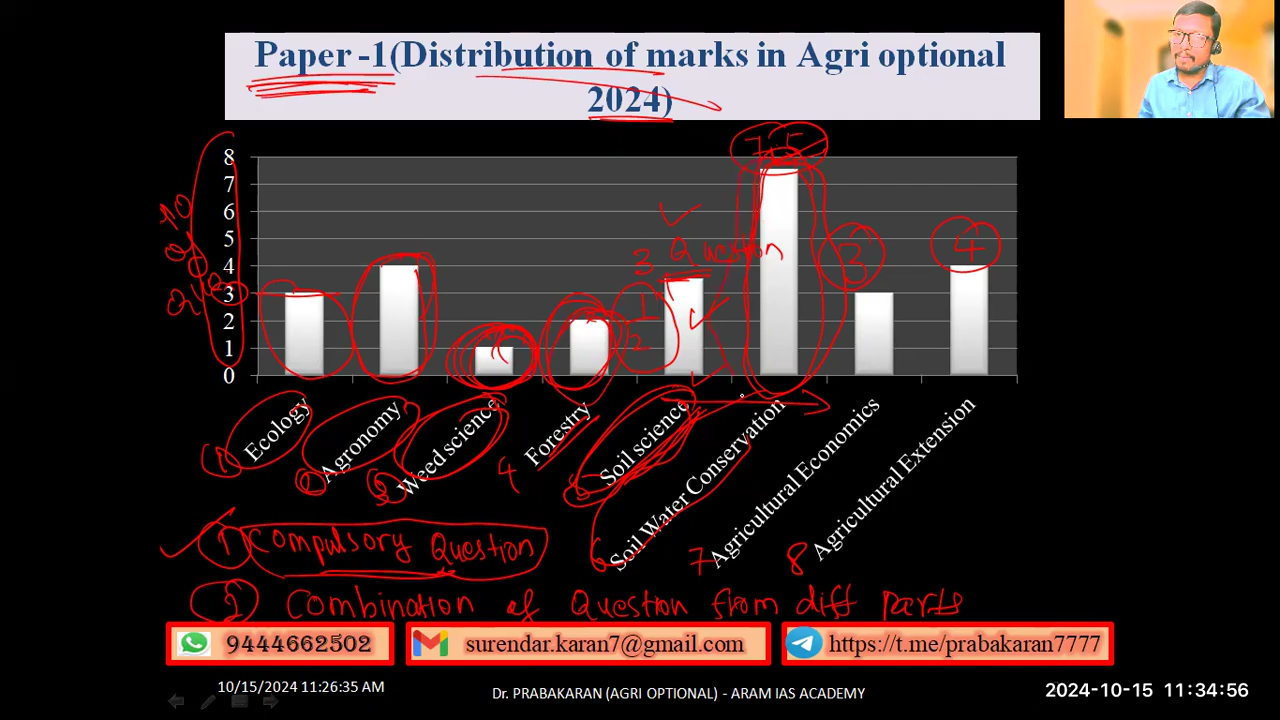 Paper -1(Distribution of marks in Agri optional
2024)
8
7
6
5
4
3
2
1
0
7.5
3 Question
1
2
3
4
Ecology
Agronomy
Weed science
Forestry
Soil science
Soil Water Conservation
Agricultural Economics
Agricultural Extension
1
2
3
4
6
7
8
1 Compulsory Question
2 Combination of Question from diff parts
9444662502
surendar.karan7@gmail.com
https://t.me/prabakaran7777
10/15/2024 11:26:35 AM
Dr. PRABAKARAN (AGRI OPTIONAL) - ARAM IAS ACADEMY
2024-10-15 11:34:56